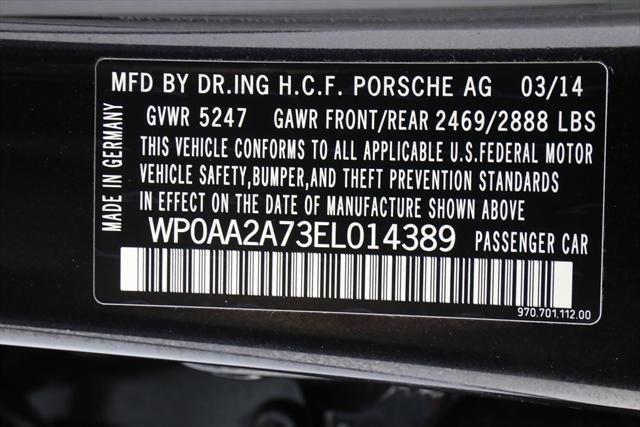 MFD BY DR.ING H.C.F. PORSCHE AG 03/14
GVWR 5247 GAWR FRONT/REAR 2469/2888 LBS
THIS VEHICLE CONFORMS TO ALL APPLICABLE U.S.FEDERAL MOTOR
VEHICLE SAFETY,BUMPER,AND THEFT PREVENTION STANDARDS
IN EFFECT ON THE DATE OF MANUFACTURE SHOWN ABOVE
WP0AA2A73EL014389 PASSENGER CAR
MADE IN GERMANY
970.701.112.00